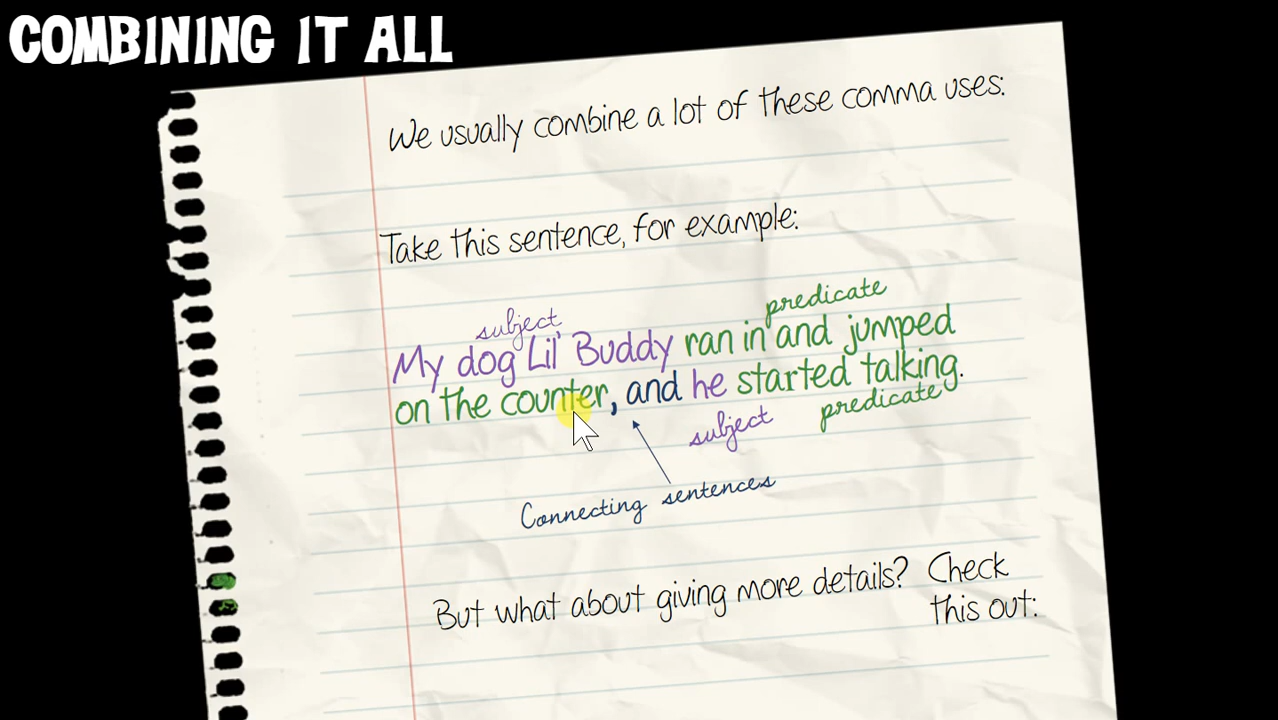 COMBINING IT ALL
We usually combine a lot of these comma uses:
Take this sentence, for example:
subject
predicate
My dog Lil' Buddy ran in and jumped
on the counter, and he started talking.
subject
predicate
Connecting sentences
But what about giving more details? Check
this out: